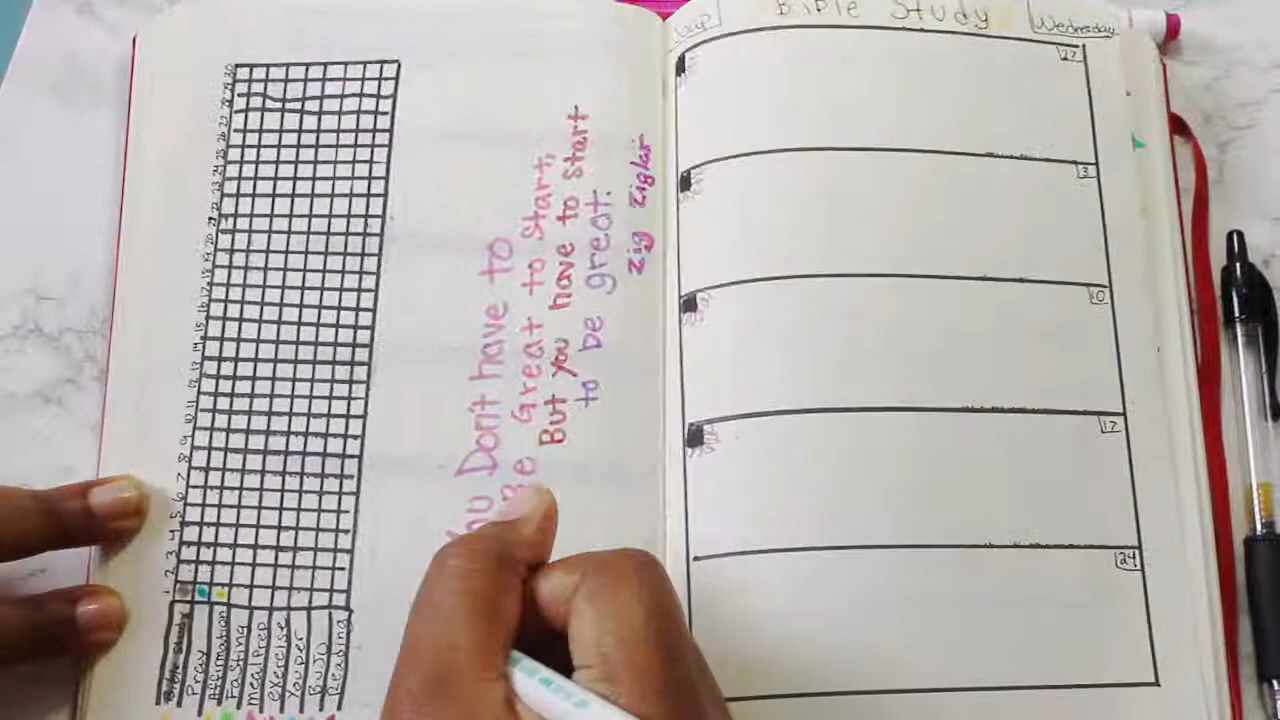 1 2 3 4 5 6 7 8 9 10 11 12 13 14 15 16 17 18 19 20 21 22 23 24 25 26 27 28 29 30
Bible Study
Pray
Affirmation
Fasting
meal Prep
exercise
Youper
BUJO
Reading
You Don't have to
Be Great to Start,
But you have to start
to be great.
Zig Ziglar
Bible Study
Wednesday
27
3
10
17
24